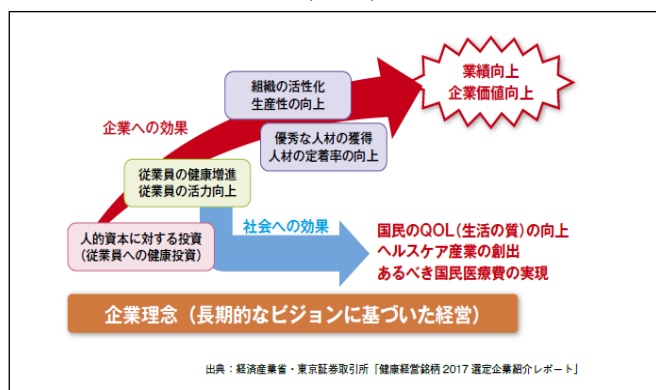 組織の活性化
生産性の向上
業績向上
企業価値向上
企業への効果
優秀な人材の獲得
人材の定着率の向上
従業員の健康増進
従業員の活力向上
人的資本に対する投資
(従業員への健康投資)
社会への効果
国民のQOL(生活の質)の向上
ヘルスケア産業の創出
あるべき国民医療費の実現
企業理念(長期的なビジョンに基づいた経営)
出典:経済産業省・東京証券取引所「健康経営銘柄2017選定企業紹介レポート」